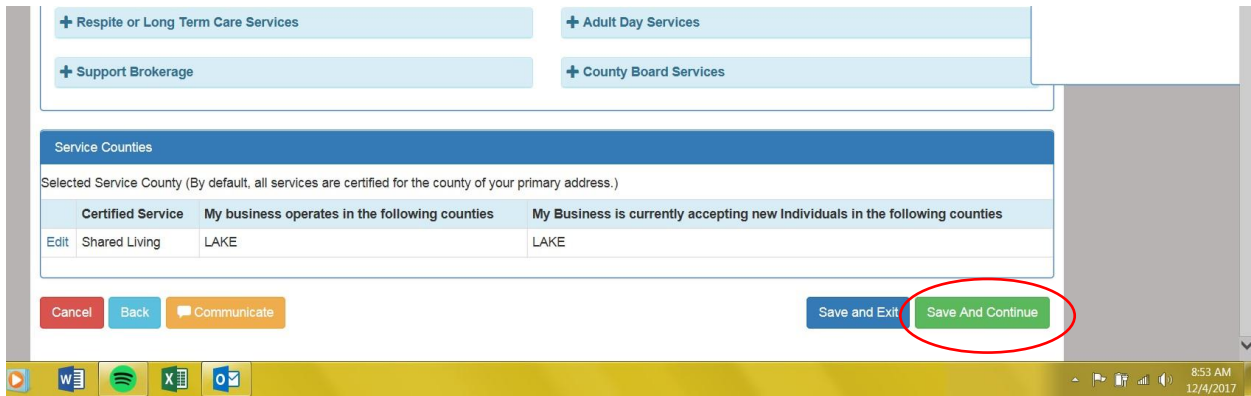 Respite or Long Term Care Services
Adult Day Services
Support Brokerage
County Board Services
Service Counties
Selected Service County (By default, all services are certified for the county of your primary address.)
Certified Service My business operates in the following counties My Business is currently accepting new Individuals in the following counties
Edit Shared Living LAKE LAKE
Cancel Back Communicate Save and Exit Save And Continue
8:53 AM
12/4/2017